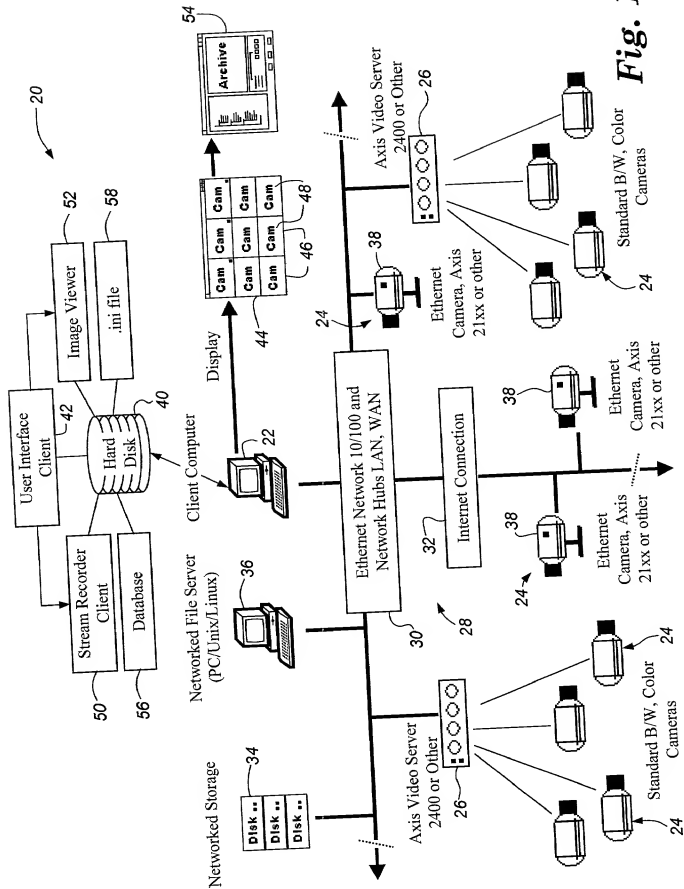 20
User Interface
Client
42
Stream Recorder
Client
50
Database
56
Hard
Disk
40
Image Viewer
52
.ini file
58
Networked Storage
Disk
Disk
Disk
34
Networked File Server
(PC/Unix/Linux)
36
Client Computer
22
Display
Cam
Cam
Cam
Cam
Cam
Cam
Cam
Cam
Cam
44
46
48
Archive
54
Ethernet Network 10/100 and
Network Hubs LAN, WAN
30
28
Internet Connection
32
Axis Video Server
2400 or Other
26
Standard B/W, Color
Cameras
24
24
24
38
Ethernet
Camera, Axis
21xx or other
38
Ethernet
Camera, Axis
21xx or other
24
38
Ethernet
Camera, Axis
21xx or other
Axis Video Server
2400 or Other
26
Standard B/W, Color
Cameras
24
Fig.